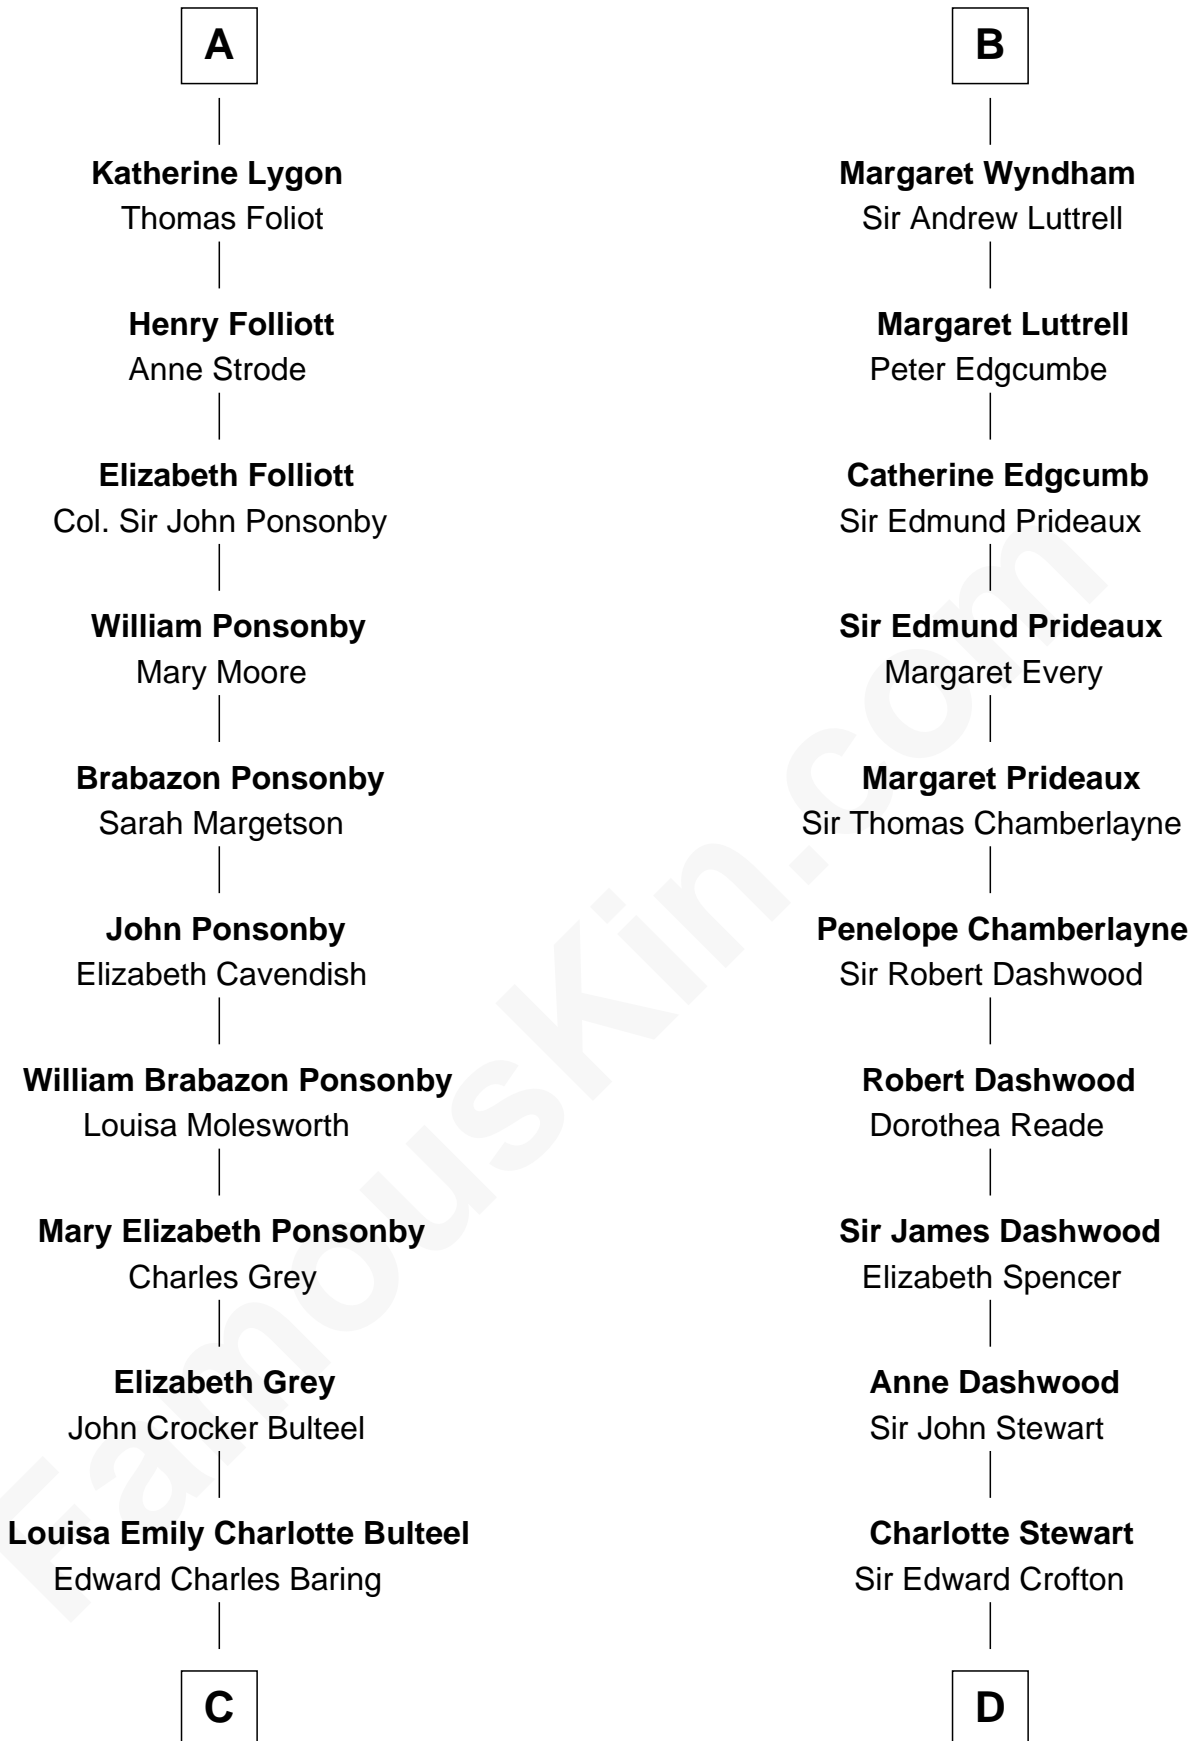 A
Katherine Lygon
Thomas Foliot
Henry Folliott
Anne Strode
Elizabeth Folliott
Col. Sir John Ponsonby
William Ponsonby
Mary Moore
Brabazon Ponsonby
Sarah Margetson
John Ponsonby
Elizabeth Cavendish
William Brabazon Ponsonby
Louisa Molesworth
Mary Elizabeth Ponsonby
Charles Grey
Elizabeth Grey
John Crocker Bulteel
Louisa Emily Charlotte Bulteel
Edward Charles Baring
C
B
Margaret Wyndham
Sir Andrew Luttrell
Margaret Luttrell
Peter Edgcumbe
Catherine Edgcumb
Sir Edmund Prideaux
Sir Edmund Prideaux
Margaret Every
Margaret Prideaux
Sir Thomas Chamberlayne
Penelope Chamberlayne
Sir Robert Dashwood
Robert Dashwood
Dorothea Reade
Sir James Dashwood
Elizabeth Spencer
Anne Dashwood
Sir John Stewart
Charlotte Stewart
Sir Edward Crofton
D
FamousKin.com